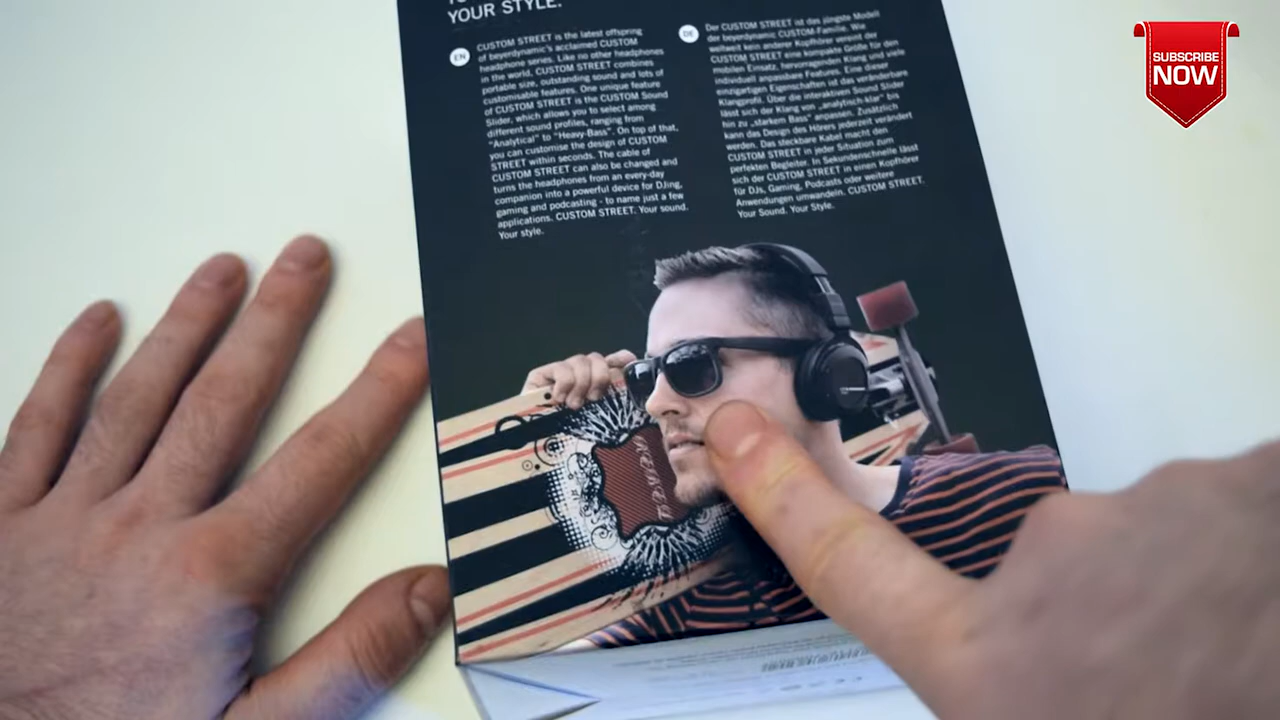 YOUR STYLE.
EN
CUSTOM STREET is the latest offspring
of beyerdynamic's acclaimed CUSTOM
headphone series. Like no other headphones
in the world, CUSTOM STREET combines
portable size, outstanding sound and lots of
customisable features. One unique feature
of CUSTOM STREET is the CUSTOM Sound
Slider, which allows you to select among
different sound profiles, ranging from
"Analytical" to "Heavy-Bass". On top of that,
you can customise the design of CUSTOM
STREET within seconds. The cable of
CUSTOM STREET can also be changed and
turns the headphones from an every-day
companion into a powerful device for DJing,
gaming and podcasting - to name just a few
applications. CUSTOM STREET. Your sound.
Your style.
DE
Der CUSTOM STREET ist das jüngste Modell
der beyerdynamic CUSTOM-Familie. Wie
weltweit kein anderer Kopfhörer vereint der
CUSTOM STREET eine kompakte Größe für den
mobilen Einsatz, hervorragenden Klang und viele
individuell anpassbare Features. Eine dieser
einzigartigen Eigenschaften ist das veränderbare
Klangprofil. Über die interaktiven Sound Slider
lässt sich der Klang von „analytisch-klar" bis
hin zu „starkem Bass" anpassen. Zusätzlich
kann das Design des Hörers jederzeit verändert
werden. Das steckbare Kabel macht den
CUSTOM STREET in jeder Situation zum
perfekten Begleiter. In Sekundenschnelle lässt
sich der CUSTOM STREET in einen Kopfhörer
für DJs, Gaming, Podcasts oder weitere
Anwendungen umwandeln. CUSTOM STREET.
Your Sound. Your Style.
SUBSCRIBE
NOW